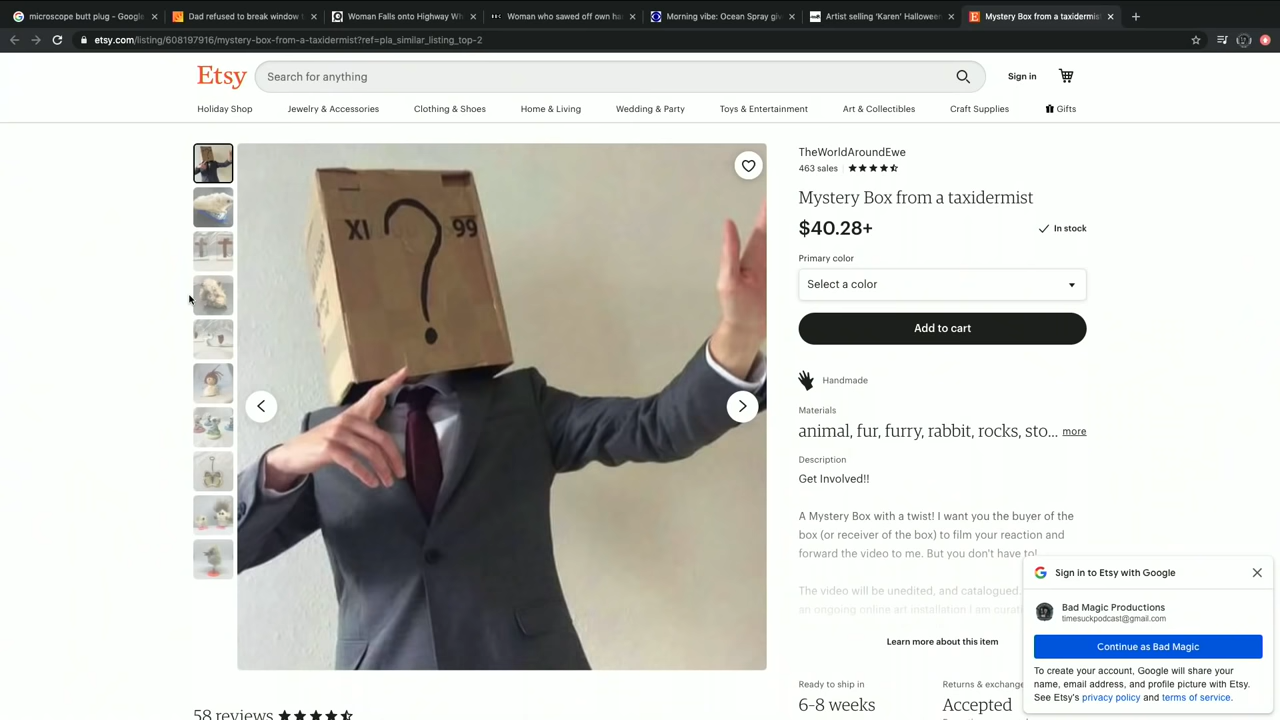 microscope butt plug - Google
Dad refused to break window
Woman Falls onto Highway Wh
Woman who sawed off own ha
Morning vibe: Ocean Spray giv
Artist selling 'Karen' Halloween
Mystery Box from a taxidermis
etsy.com/listing/608197916/mystery-box-from-a-taxidermist?ref=pla_similar_listing_top-2
Etsy
Search for anything
Sign in
Holiday Shop
Jewelry & Accessories
Clothing & Shoes
Home & Living
Wedding & Party
Toys & Entertainment
Art & Collectibles
Craft Supplies
Gifts
XI
?
99
TheWorldAroundEwe
463 sales
Mystery Box from a taxidermist
$40.28+
In stock
Primary color
Select a color
Add to cart
Handmade
Materials
animal, fur, furry, rabbit, rocks, sto... more
Description
Get Involved!!
A Mystery Box with a twist! I want you the buyer of the
box (or receiver of the box) to film your reaction and
forward the video to me. But you don't have to!
The video will be unedited, and catalogued
an ongoing online art installation I am
Learn more about this item
Ready to ship in
6-8 weeks
Returns & exchange
Accepted
58 reviews
Sign in to Etsy with Google
Bad Magic Productions
timesuckpodcast@gmail.com
Continue as Bad Magic
To create your account, Google will share your
name, email address, and profile picture with Etsy.
See Etsy's privacy policy and terms of service.